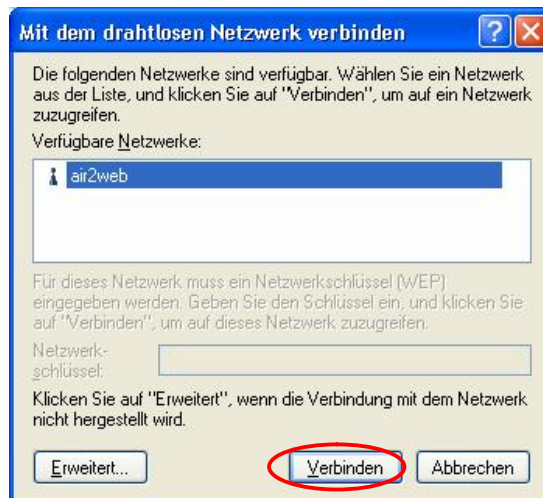 Mit dem drahtlosen Netzwerk verbinden
Die folgenden Netzwerke sind verfügbar. Wählen Sie ein Netzwerk
aus der Liste, und klicken Sie auf "Verbinden", um auf ein Netzwerk
zuzugreifen.
Verfügbare Netzwerke:
air2web
Für dieses Netzwerk muss ein Netzwerkschlüssel (WEP)
eingegeben werden. Geben Sie den Schlüssel ein, und klicken Sie
auf "Verbinden", um auf dieses Netzwerk zuzugreifen.
Netzwerk-
schlüssel:
Klicken Sie auf "Erweitert", wenn die Verbindung mit dem Netzwerk
nicht hergestellt wird.
Erweitert... Verbinden Abbrechen